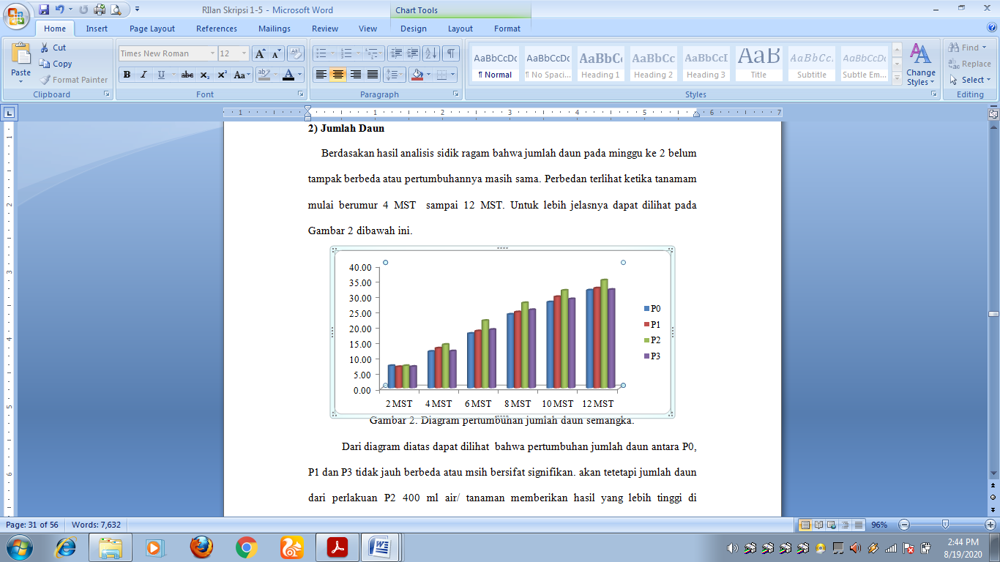 RIlan Skripsi 1-5 - Microsoft Word
Chart Tools
Home Insert Page Layout References Mailings Review View Design Layout Format
Paste
Cut
Copy
Format Painter
Clipboard
Times New Roman 12
Font
Paragraph
AaBbCcDc AaBbCcDc AaBbC AaBbCc AaBbCcI AaB AaBbCc. AaBbCcDc
¶ Normal ¶ No Spaci... Heading 1 Heading 2 Heading 3 Title Subtitle Subtle Em...
Styles
Change Styles
Find
Replace
Select
Editing
1 1 2 3 4 5 6 7
2) Jumlah Daun
Berdasakan hasil analisis sidik ragam bahwa jumlah daun pada minggu ke 2 belum
tampak berbeda atau pertumbuhannya masih sama. Perbedan terlihat ketika tanamam
mulai berumur 4 MST sampai 12 MST. Untuk lebih jelasnya dapat dilihat pada
Gambar 2 dibawah ini.
40.00
35.00
30.00
25.00
20.00
15.00
10.00
5.00
0.00
2 MST 4 MST 6 MST 8 MST 10 MST 12 MST
P0
P1
P2
P3
Gambar 2. Diagram pertumbuhan jumlah daun semangka.
Dari diagram diatas dapat dilihat bahwa pertumbuhan jumlah daun antara P0,
P1 dan P3 tidak jauh berbeda atau msih bersifat signifikan. akan tetetapi jumlah daun
dari perlakuan P2 400 ml air/ tanaman memberikan hasil yang lebih tinggi di
Page: 31 of 56 Words: 7,632 96%
2:44 PM
8/19/2020